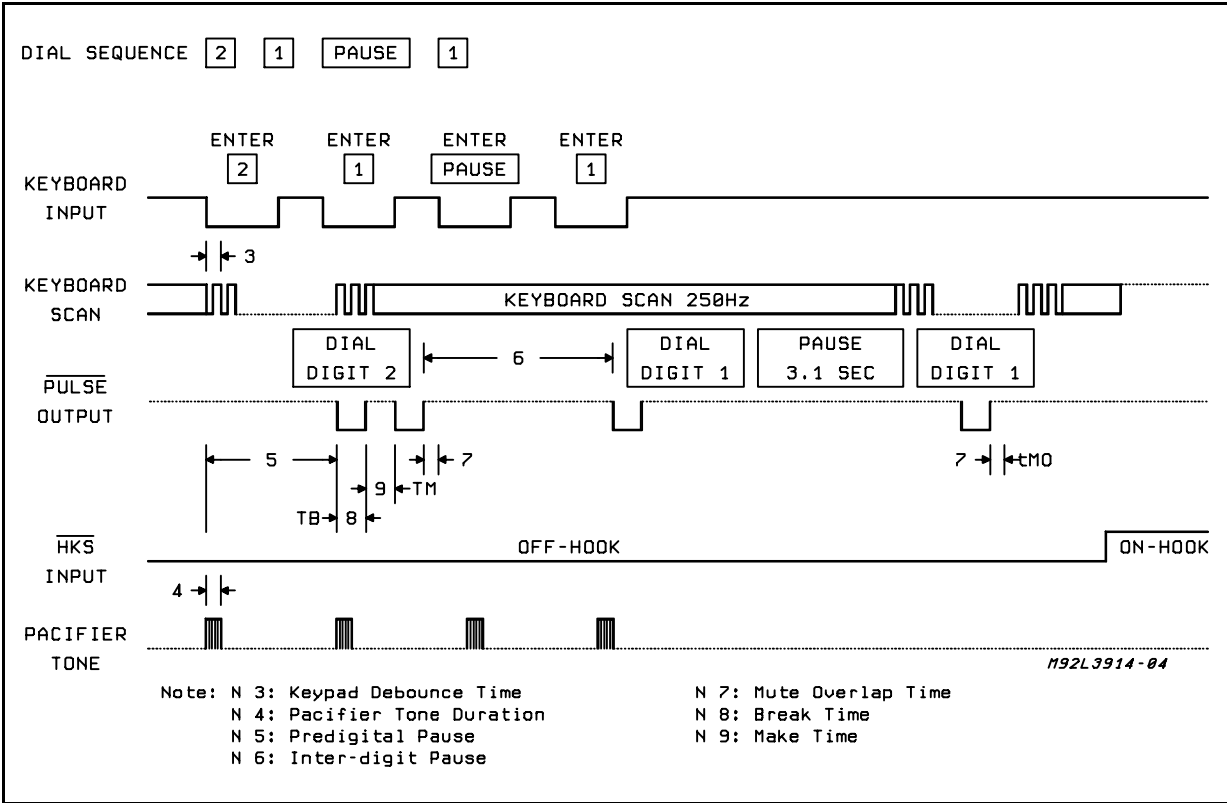 DIAL SEQUENCE 2 1 PAUSE 1
ENTER ENTER ENTER ENTER
2 1 PAUSE 1
KEYBOARD
INPUT
3
KEYBOARD
SCAN
KEYBOARD SCAN 250Hz
DIAL
DIGIT 2
6
DIAL
DIGIT 1
PAUSE
3.1 SEC
DIAL
DIGIT 1
PULSE
OUTPUT
5 7 7 tMO
9 TM
TB 8
HKS
INPUT
OFF-HOOK
ON-HOOK
4
PACIFIER
TONE
M92L3914-04
Note: N 3: Keypad Debounce Time
N 4: Pacifier Tone Duration
N 5: Predigital Pause
N 6: Inter-digit Pause
N 7: Mute Overlap Time
N 8: Break Time
N 9: Make Time